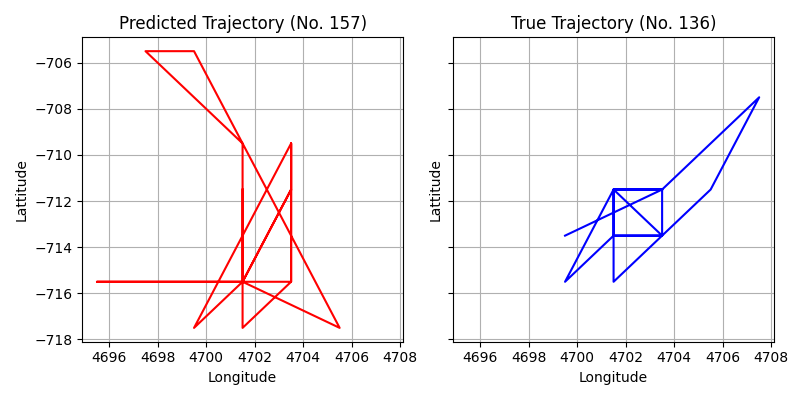 Predicted Trajectory (No. 157)
−706
−708
−710
−712
−714
−716
−718
Lattitude
4696 4698 4700 4702 4704 4706 4708
Longitude
True Trajectory (No. 136)
Lattitude
4696 4698 4700 4702 4704 4706 4708
Longitude